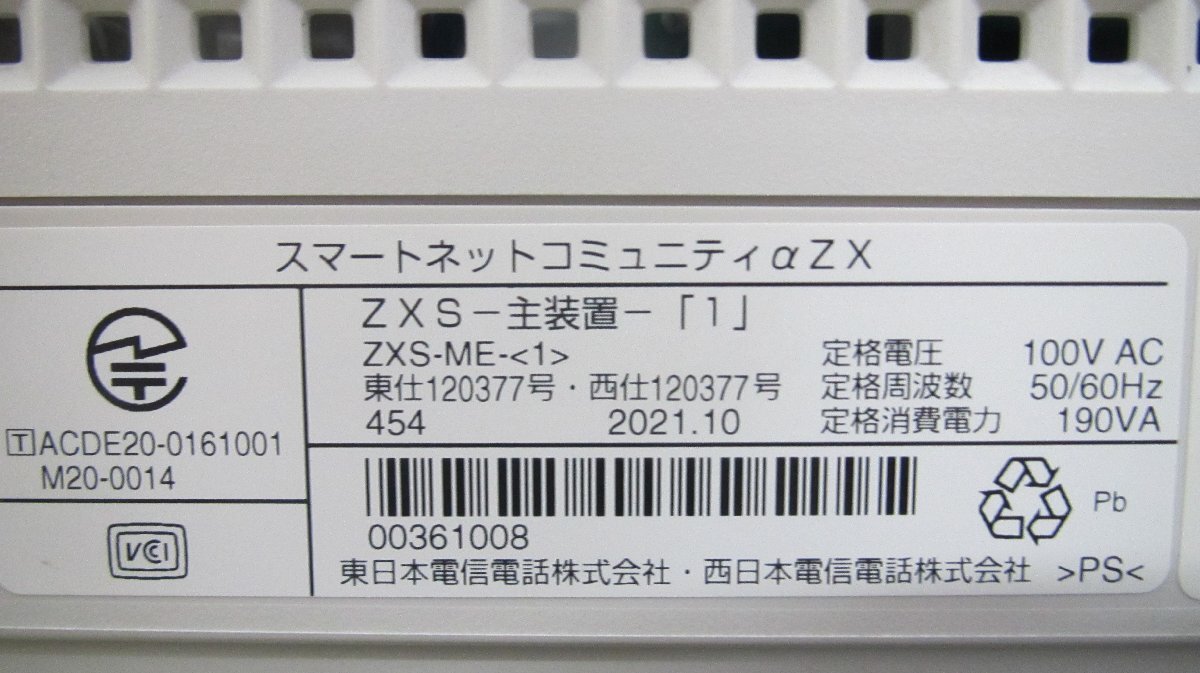 スマートネットコミュニティαZX
ZXS－主装置－「1」
ZXS-ME-<1>
定格電圧 100V AC
東仕120377号・西仕120377号
定格周波数 50/60Hz
454 2021.10
定格消費電力 190VA
T ACDE20-0161001
M20-0014
VCCI
00361008
Pb
東日本電信電話株式会社・西日本電信電話株式会社 >PS<